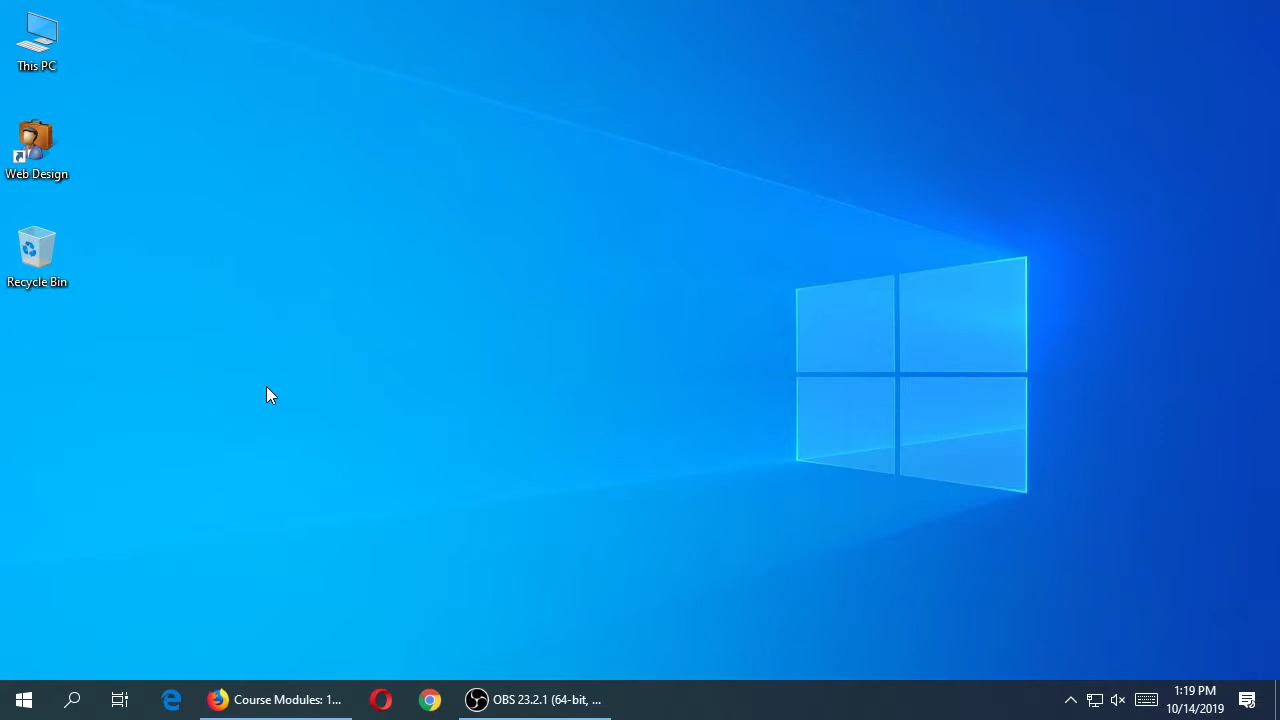 This PC
Web Design
Recycle Bin
Course Modules: 1...
OBS 23.2.1 (64-bit, ...
1:19 PM
10/14/2019